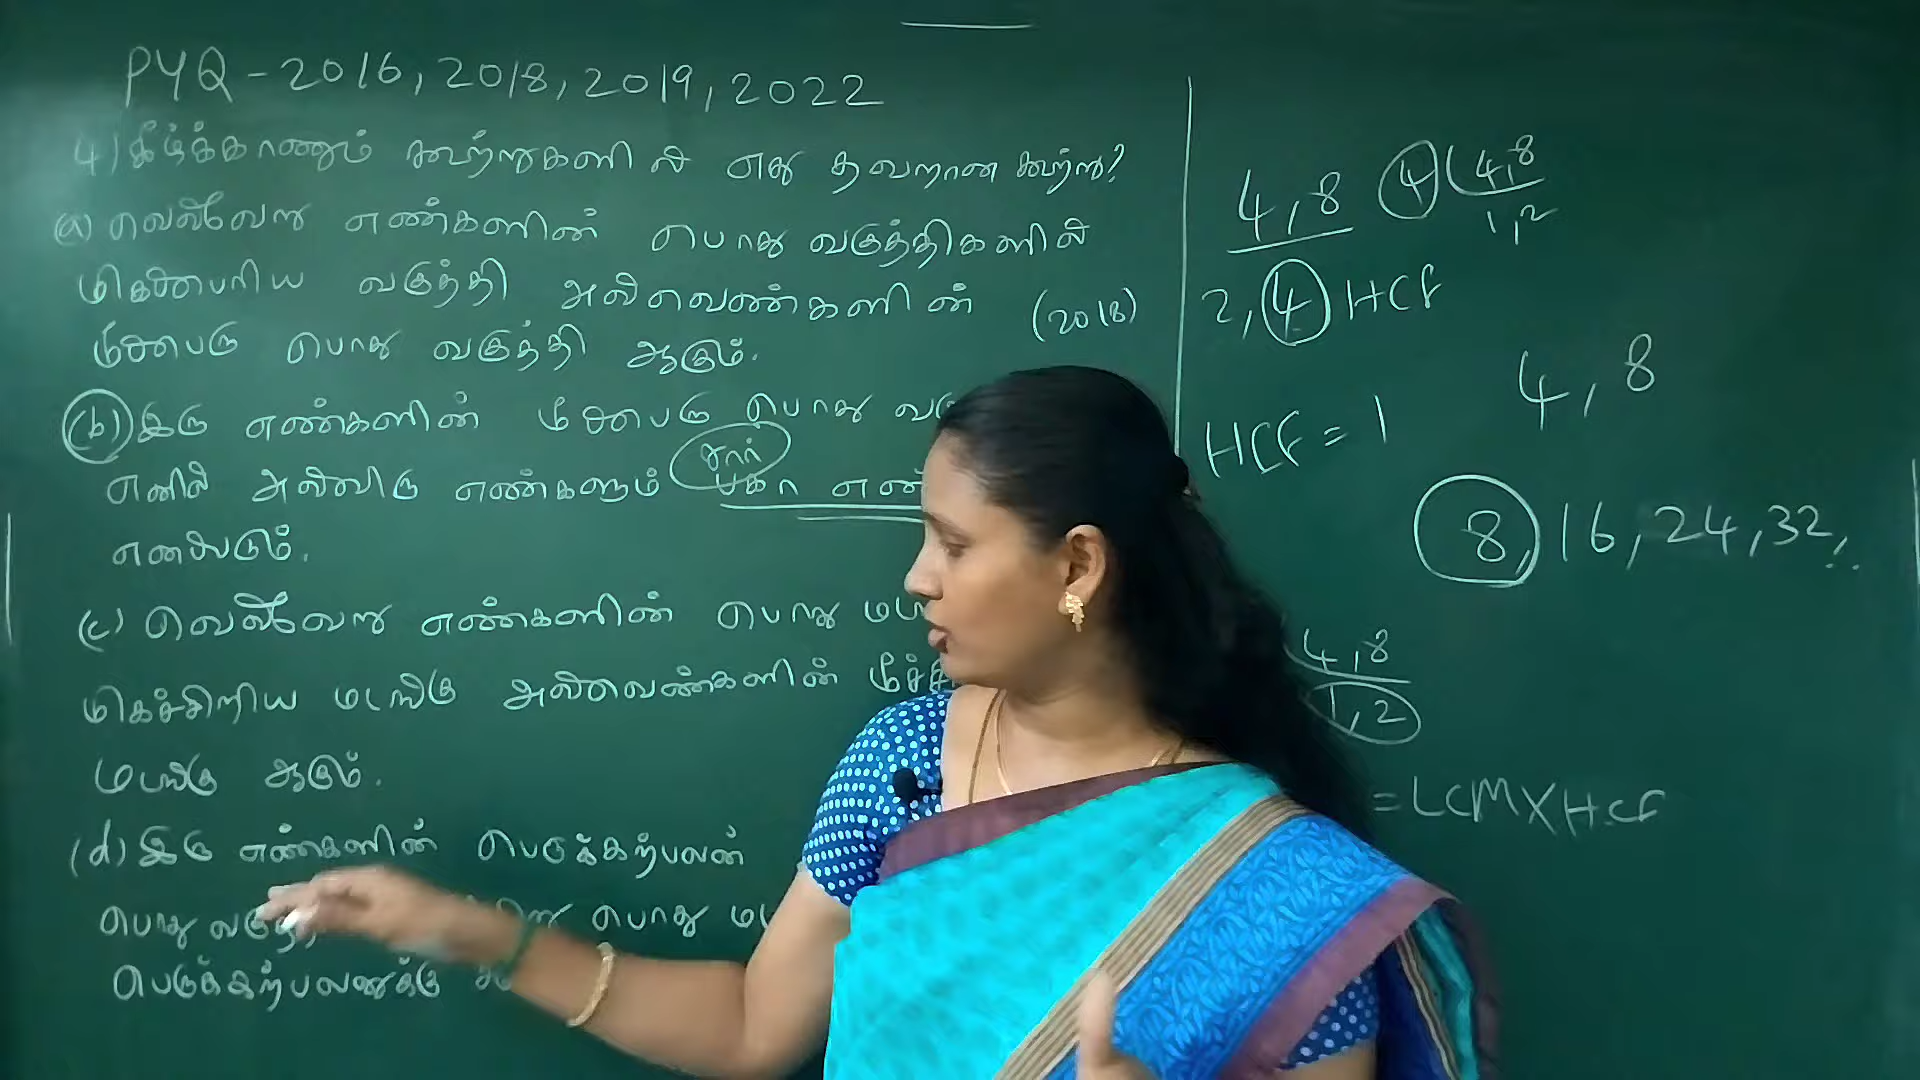 PYQ - 2016, 2018, 2019, 2022
4) கீழ்க்காணும் கூற்றுகளில் எது தவறான கூற்று?
(a) வெவ்வேறு எண்களின் பொது வகுத்திகளில்
மிகப்பெரிய வகுத்தி அவ்வெண்களின் (2018)
மீப்பெரு பொது வகுத்தி ஆகும்.
(b) இரு எண்களின் மீப்பெரு பொது
சார்
எனில் அவ்விரு எண்களும் பகா
எனப்படும்.
(c) வெவ்வேறு எண்களின் பொது
மிகச்சிறிய மடங்கு அவ்வெண்களின்
மடங்கு ஆகும்.
(d) இரு எண்களின் பெருக்கற்பலன்
பொது பொது
பெருக்கற்பலனுக்கு
4, 8
4 | 4, 8
1, 2
2, 4 HCF
4, 8
HCF = 1
8, 16, 24, 32, ..
4, 8
1, 2
= LCM X HCF